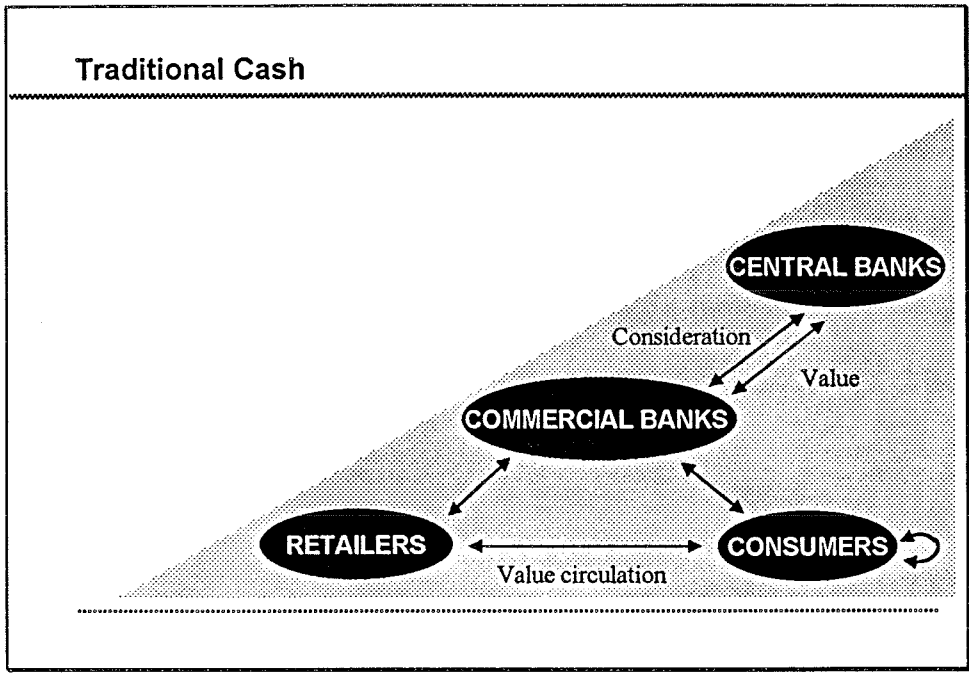 Traditional Cash
CENTRAL BANKS
Consideration
Value
COMMERCIAL BANKS
RETAILERS
CONSUMERS
Value circulation